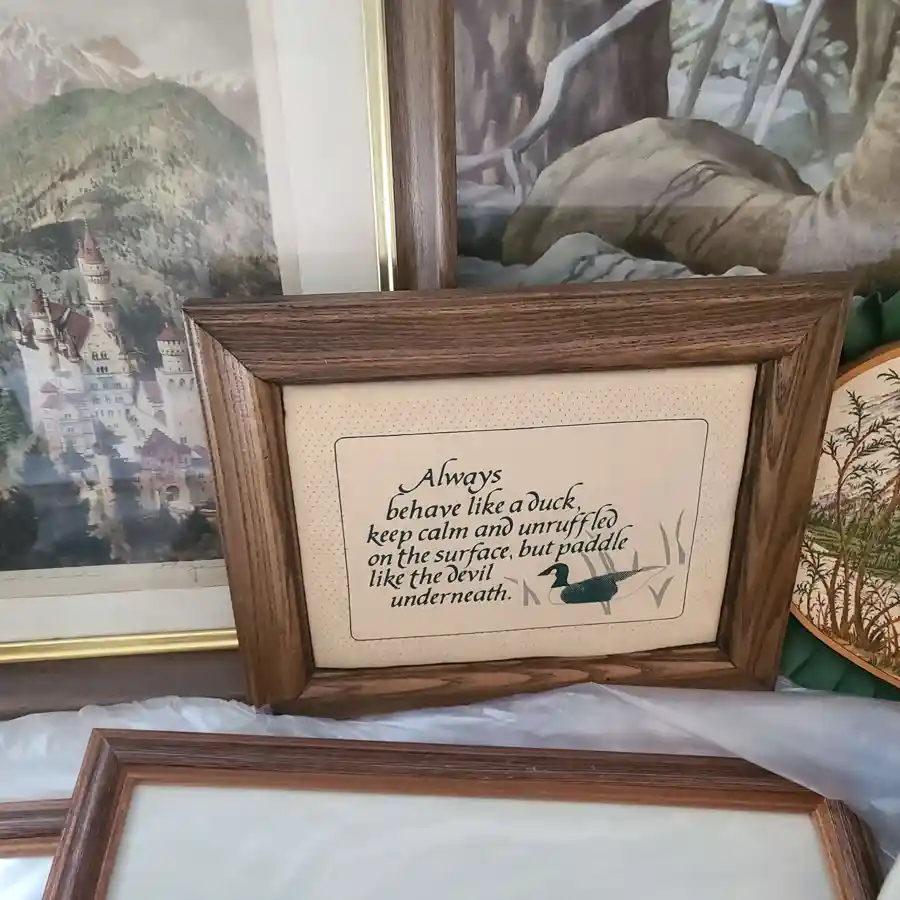 Always
behave like a duck,
keep calm and unruffled
on the surface, but paddle
like the devil
underneath.